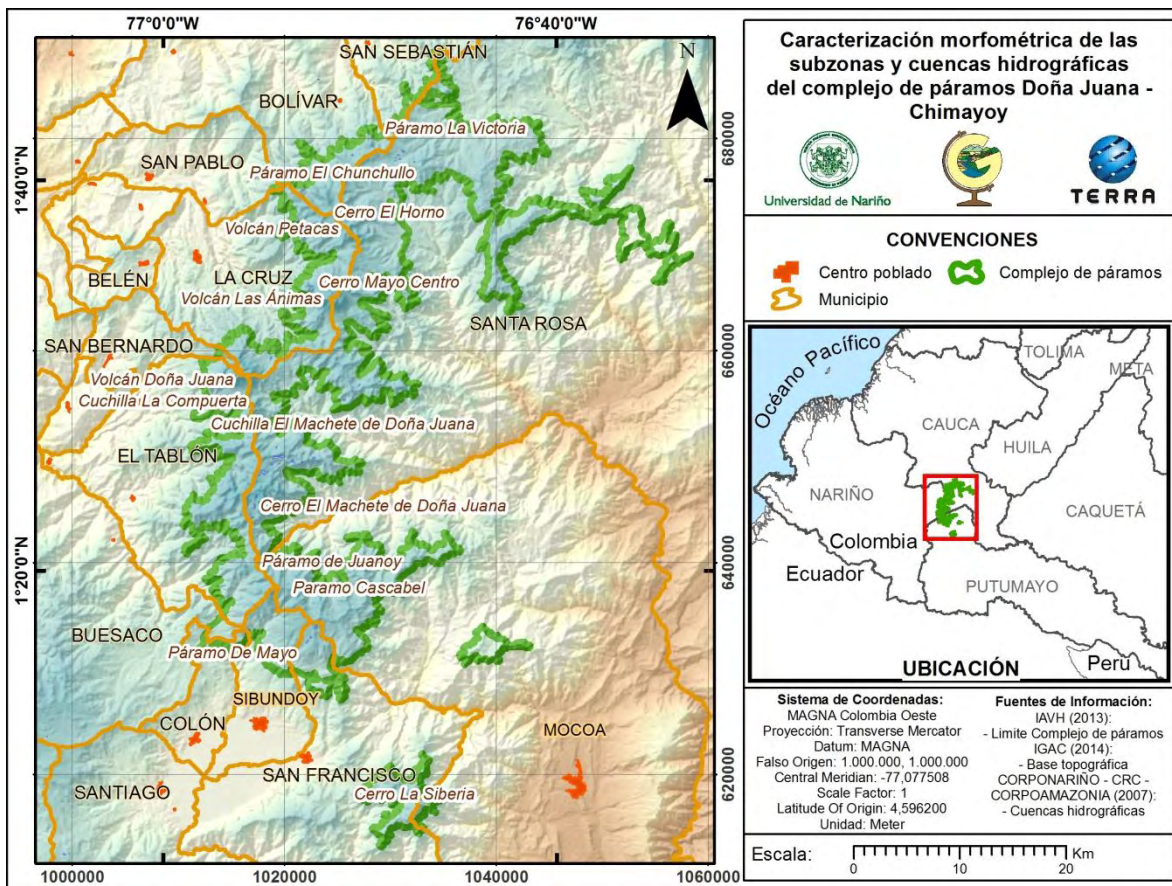 77°0'0"W
76°40'0"W
1°40'0"N
1°20'0"N
680000
660000
640000
620000
1000000
1020000
1040000
1060000
N
SAN SEBASTIÁN
BOLÍVAR
Páramo La Victoria
SAN PABLO
Páramo El Chunchullo
Cerro El Horno
Volcán Petacas
BELÉN
LA CRUZ
Cerro Mayo Centro
Volcán Las Ánimas
SANTA ROSA
SAN BERNARDO
Volcán Doña Juana
Cuchilla La Compuerta
Cuchilla El Machete de Doña Juana
EL TABLÓN
Cerro El Machete de Doña Juana
Páramo de Juanoy
Paramo Cascabel
BUESACO
Páramo De Mayo
SIBUNDOY
COLÓN
MOCOA
SAN FRANCISCO
SANTIAGO
Cerro La Siberia
Caracterización morfométrica de las
subzonas y cuencas hidrográficas
del complejo de páramos Doña Juana -
Chimayoy
Universidad de Nariño
TERRA
CONVENCIONES
Centro poblado
Complejo de páramos
Municipio
Océano Pacífico
TOLIMA
META
CAUCA
HUILA
NARIÑO
CAQUETÁ
Colombia
Ecuador
PUTUMAYO
Perú
UBICACIÓN
Sistema de Coordenadas:
MAGNA Colombia Oeste
Proyección: Transverse Mercator
Datum: MAGNA
Falso Origen: 1.000.000, 1.000.000
Central Meridian: -77,077508
Scale Factor: 1
Latitude Of Origin: 4,596200
Unidad: Meter
Fuentes de Información:
IAVH (2013):
- Limite Complejo de páramos
IGAC (2014):
- Base topográfica
CORPONARIÑO - CRC -
CORPOAMAZONIA (2007):
- Cuencas hidrográficas
Escala:
0 10 20 Km